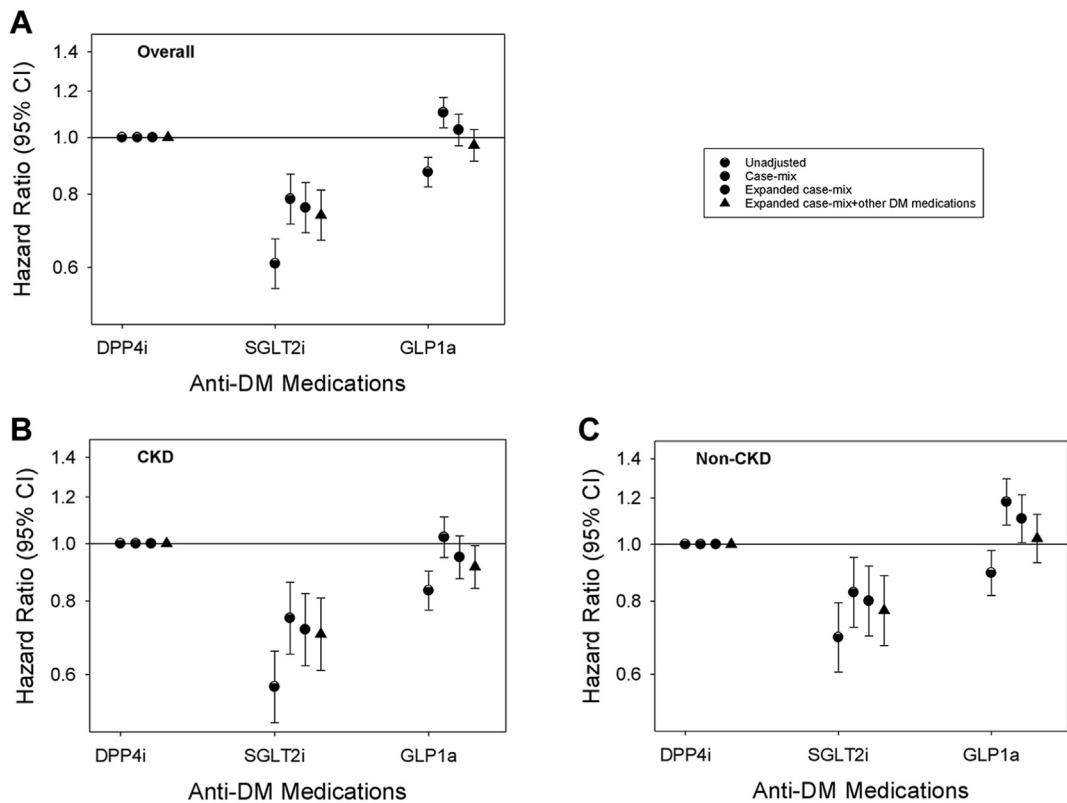 A
Overall
Hazard Ratio (95% CI)
1.4
1.2
1.0
0.8
0.6
DPP4i SGLT2i GLP1a
Anti-DM Medications
Unadjusted
Case-mix
Expanded case-mix
Expanded case-mix+other DM medications
B
CKD
Hazard Ratio (95% CI)
1.4
1.2
1.0
0.8
0.6
DPP4i SGLT2i GLP1a
Anti-DM Medications
C
Non-CKD
Hazard Ratio (95% CI)
1.4
1.2
1.0
0.8
0.6
DPP4i SGLT2i GLP1a
Anti-DM Medications